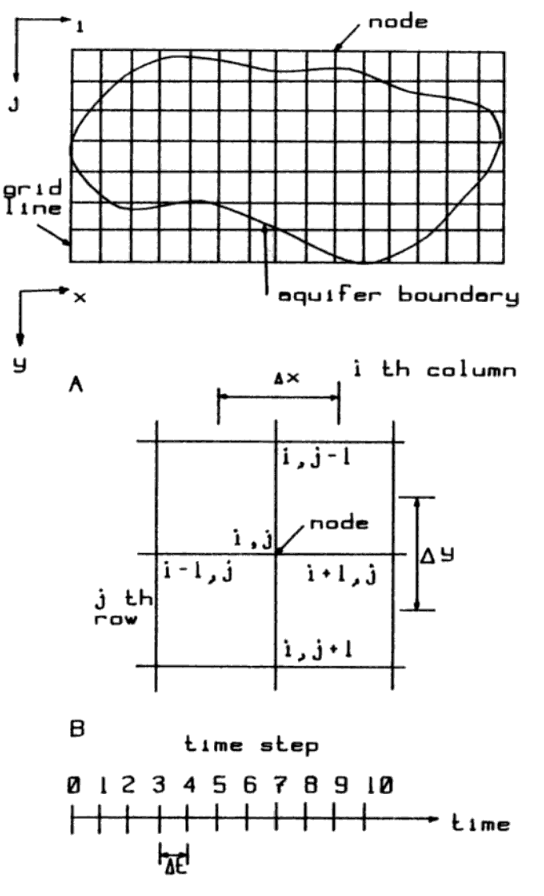 i
node
J
grid
line
x
aquifer boundary
y
A
Δx
i th column
i,j-1
node
i,j
i-1,j
i+1,j
Δy
j th
row
i,j+1
B
time step
0 1 2 3 4 5 6 7 8 9 10
time
Δt